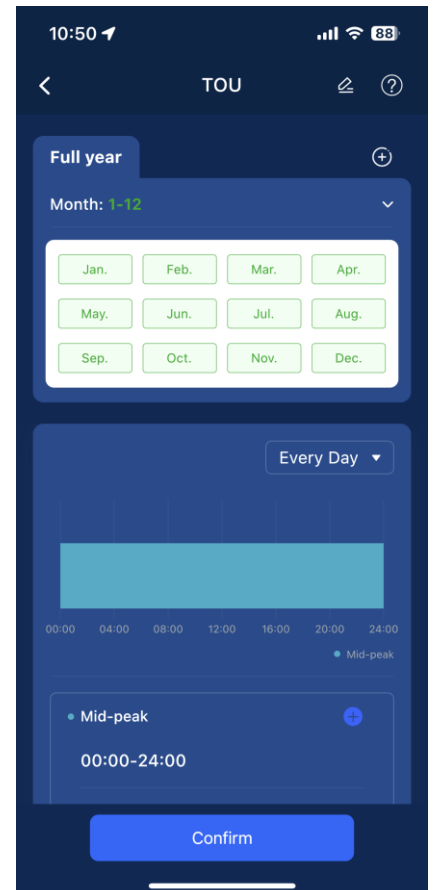 10:50
88
TOU
Full year
Month: 1-12
Jan. Feb. Mar. Apr.
May. Jun. Jul. Aug.
Sep. Oct. Nov. Dec.
Every Day
00:00 04:00 08:00 12:00 16:00 20:00 24:00
Mid-peak
Mid-peak
00:00-24:00
Confirm